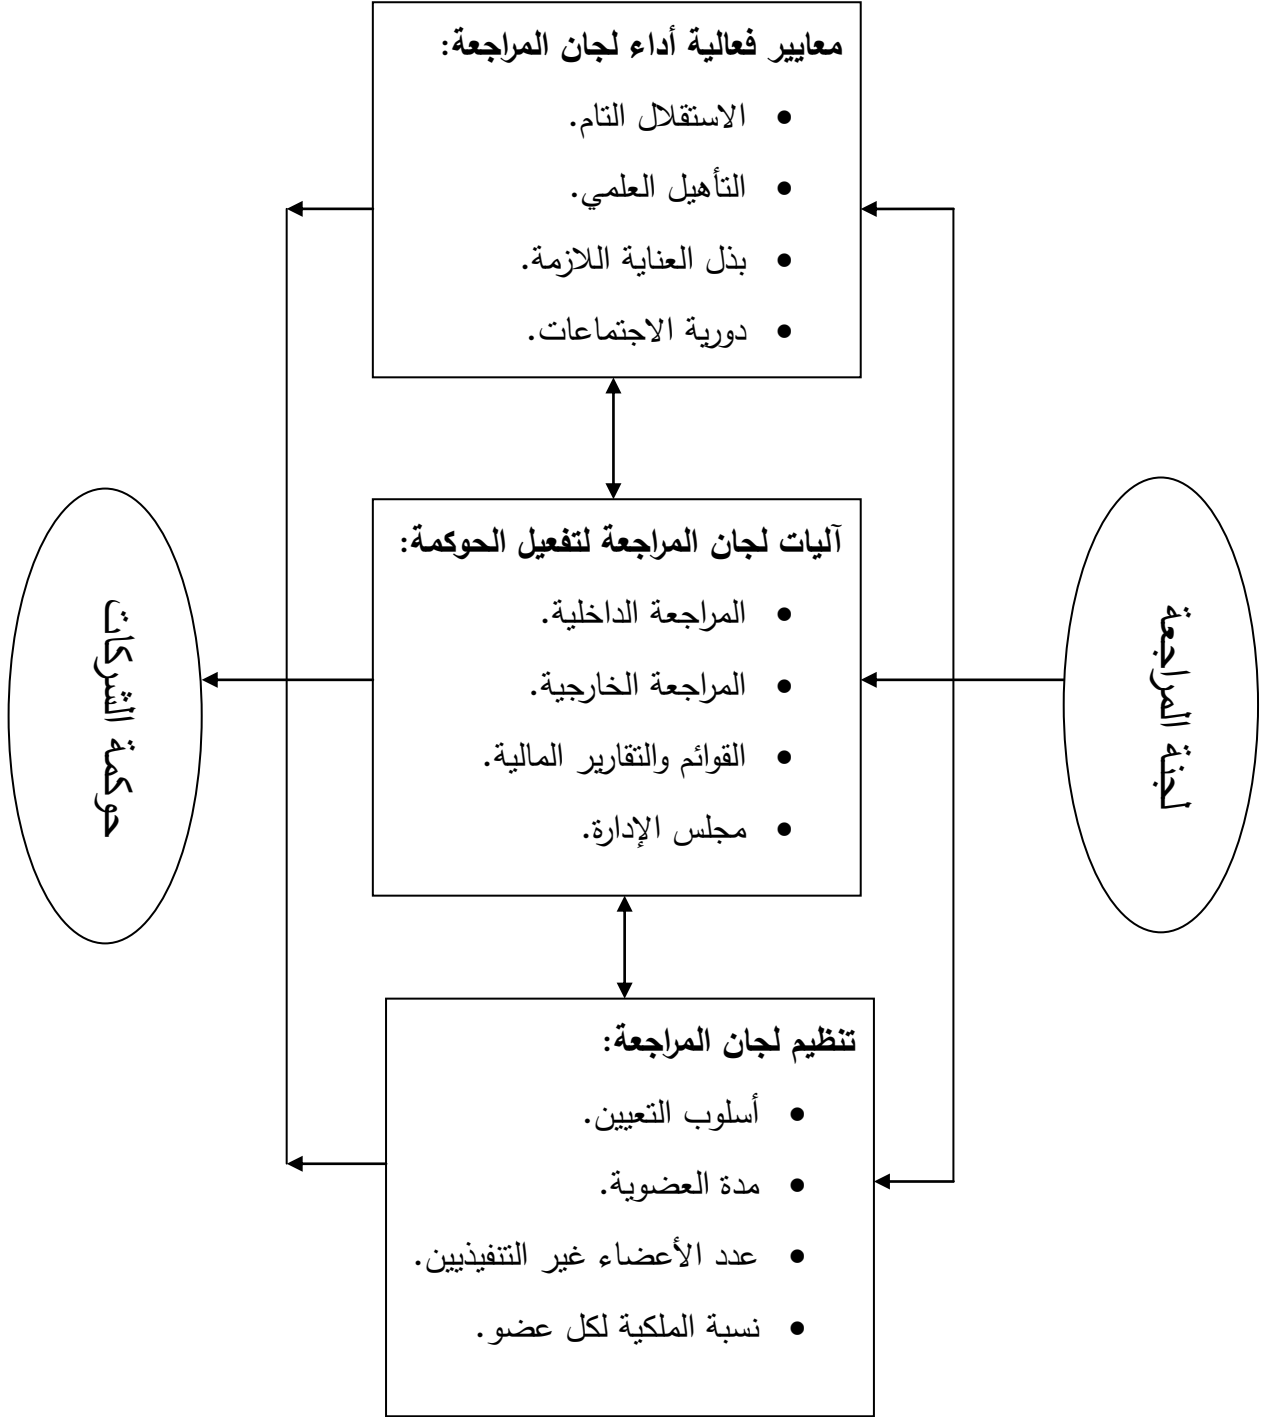 معايير فعالية أداء لجان المراجعة:
• الاستقلال التام.
• التأهيل العلمي.
• بذل العناية اللازمة.
• دورية الاجتماعات.
لجنة المراجعة
آليات لجان المراجعة لتفعيل الحوكمة:
• المراجعة الداخلية.
• المراجعة الخارجية.
• القوائم والتقارير المالية.
• مجلس الإدارة.
حوكمة الشركات
تنظيم لجان المراجعة:
• أسلوب التعيين.
• مدة العضوية.
• عدد الأعضاء غير التنفيذيين.
• نسبة الملكية لكل عضو.